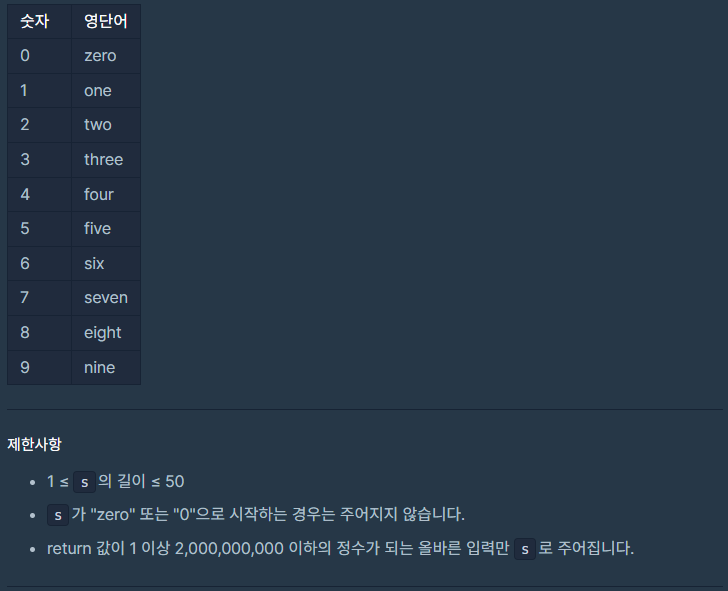 숫자 영단어
0 zero
1 one
2 two
3 three
4 four
5 five
6 six
7 seven
8 eight
9 nine
제한사항
• 1 ≤ s의 길이 ≤ 50
• s가 "zero" 또는 "0"으로 시작하는 경우는 주어지지 않습니다.
• return 값이 1 이상 2,000,000,000 이하의 정수가 되는 올바른 입력만 s로 주어집니다.